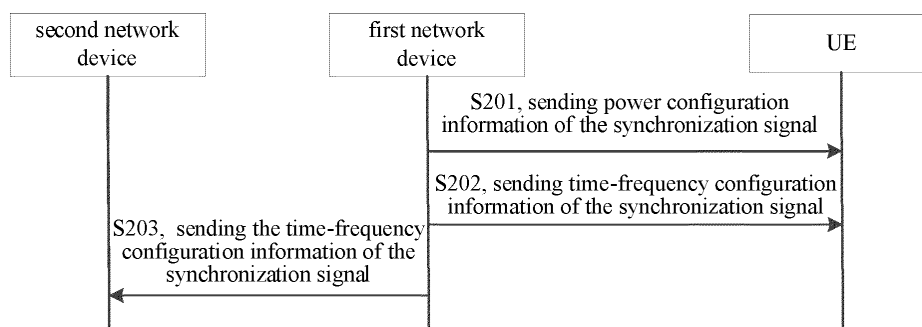 second network
device
first network
device
UE
S201, sending power configuration
information of the synchronization signal
S202, sending time-frequency configuration
information of the synchronization signal
S203, sending the time-frequency
configuration information of the
synchronization signal